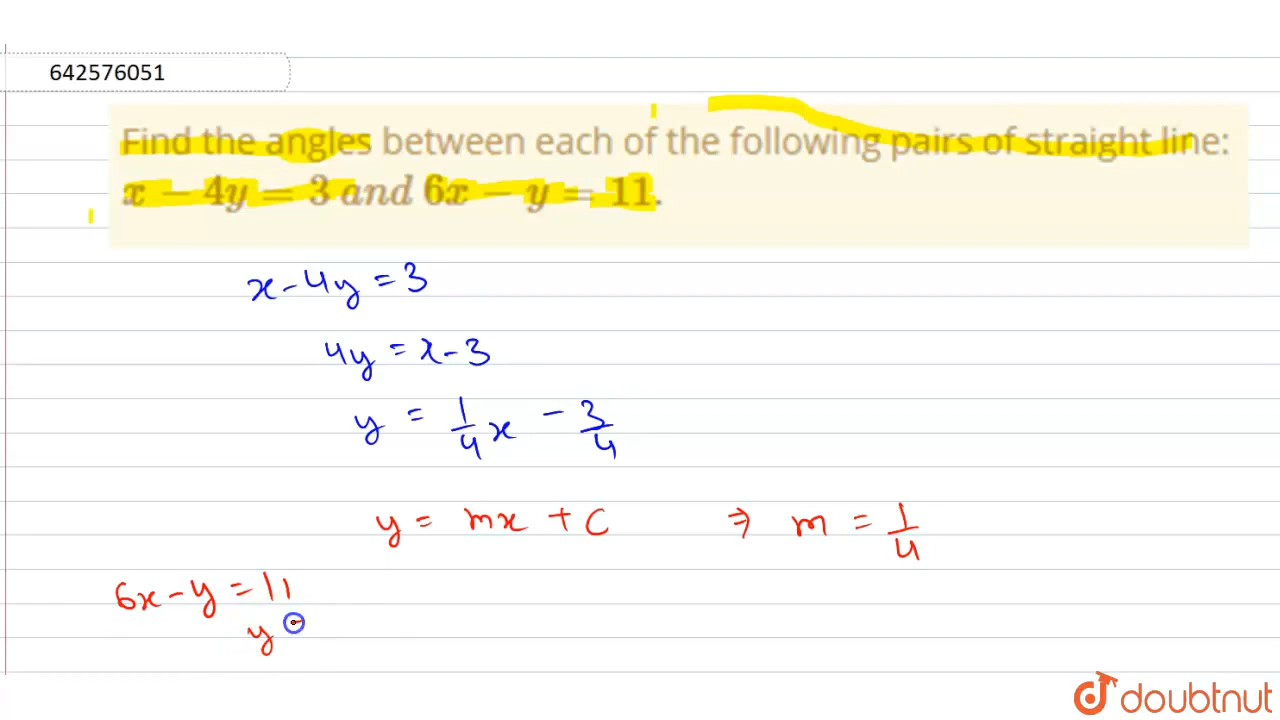 642576051
Find the angles between each of the following pairs of straight line:
x − 4y = 3 and 6x − y = 11.
x - 4y = 3
4y = x - 3
y = 1/4 x - 3/4
y = mx + C ⇒ m = 1/4
6x - y = 11
y
doubtnut